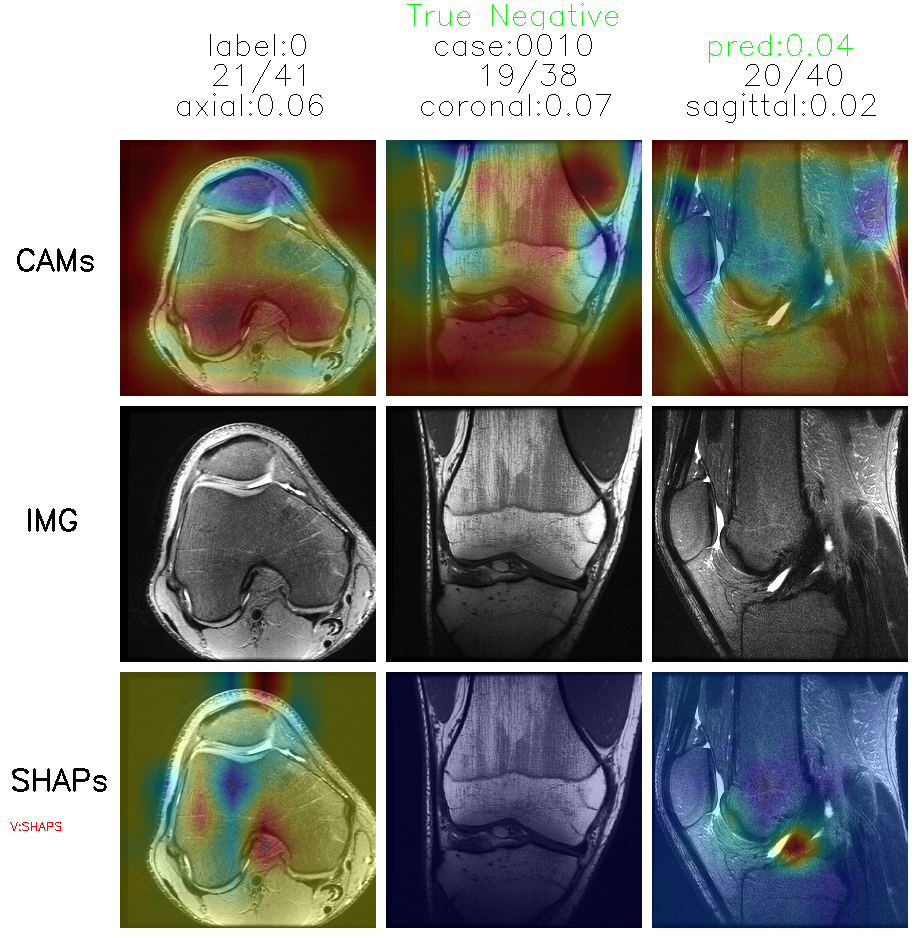 True Negative
label:0 case:0010 pred:0.04
21/41 19/38 20/40
axial:0.06 coronal:0.07 sagittal:0.02
CAMs
IMG
SHAPs
V:SHAPS